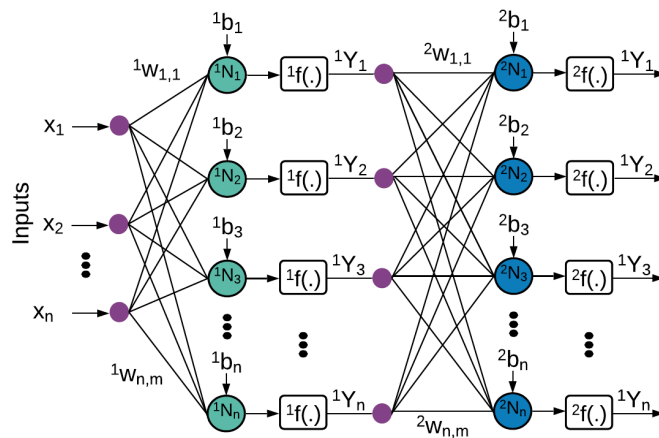 ¹b₁ ²b₁
¹w₁,₁ ¹N₁ ¹f(.) ¹Y₁ ²w₁,₁ ²N₁ ²f(.) ¹Y₁
x₁ ¹b₂ ²b₂
¹N₂ ¹f(.) ¹Y₂ ²N₂ ²f(.) ¹Y₂
Inputs
x₂ ¹b₃ ²b₃
¹N₃ ¹f(.) ¹Y₃ ²N₃ ²f(.) ¹Y₃
xₙ
¹wₙ,ₘ ¹bₙ ²bₙ
¹Nₙ ¹f(.) ¹Yₙ ²wₙ,ₘ ²Nₙ ²f(.) ¹Yₙ